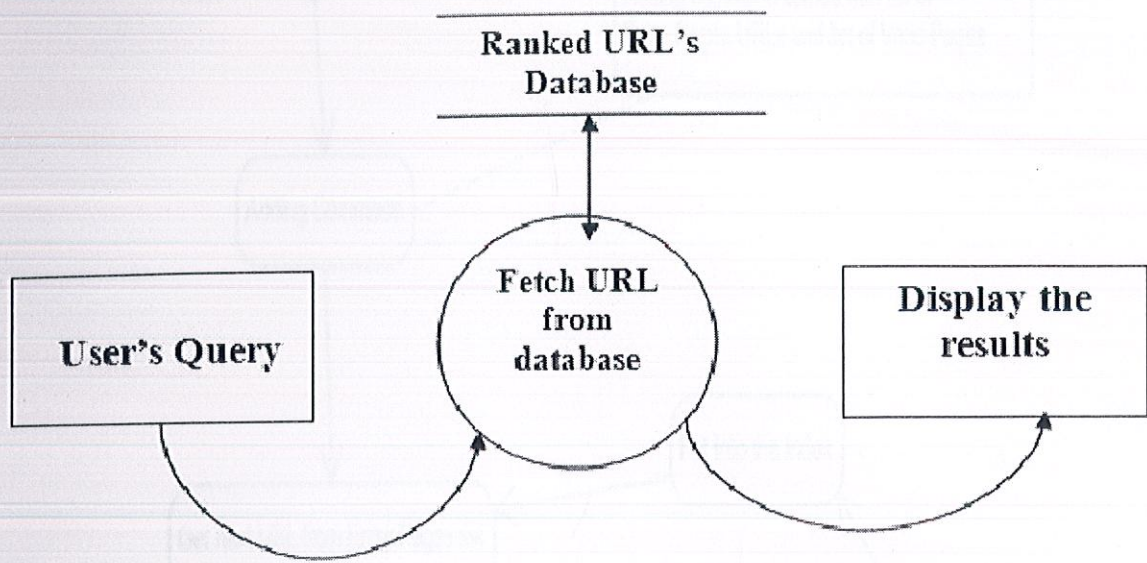 Ranked URL's
Database
User's Query
Fetch URL
from
database
Display the
results